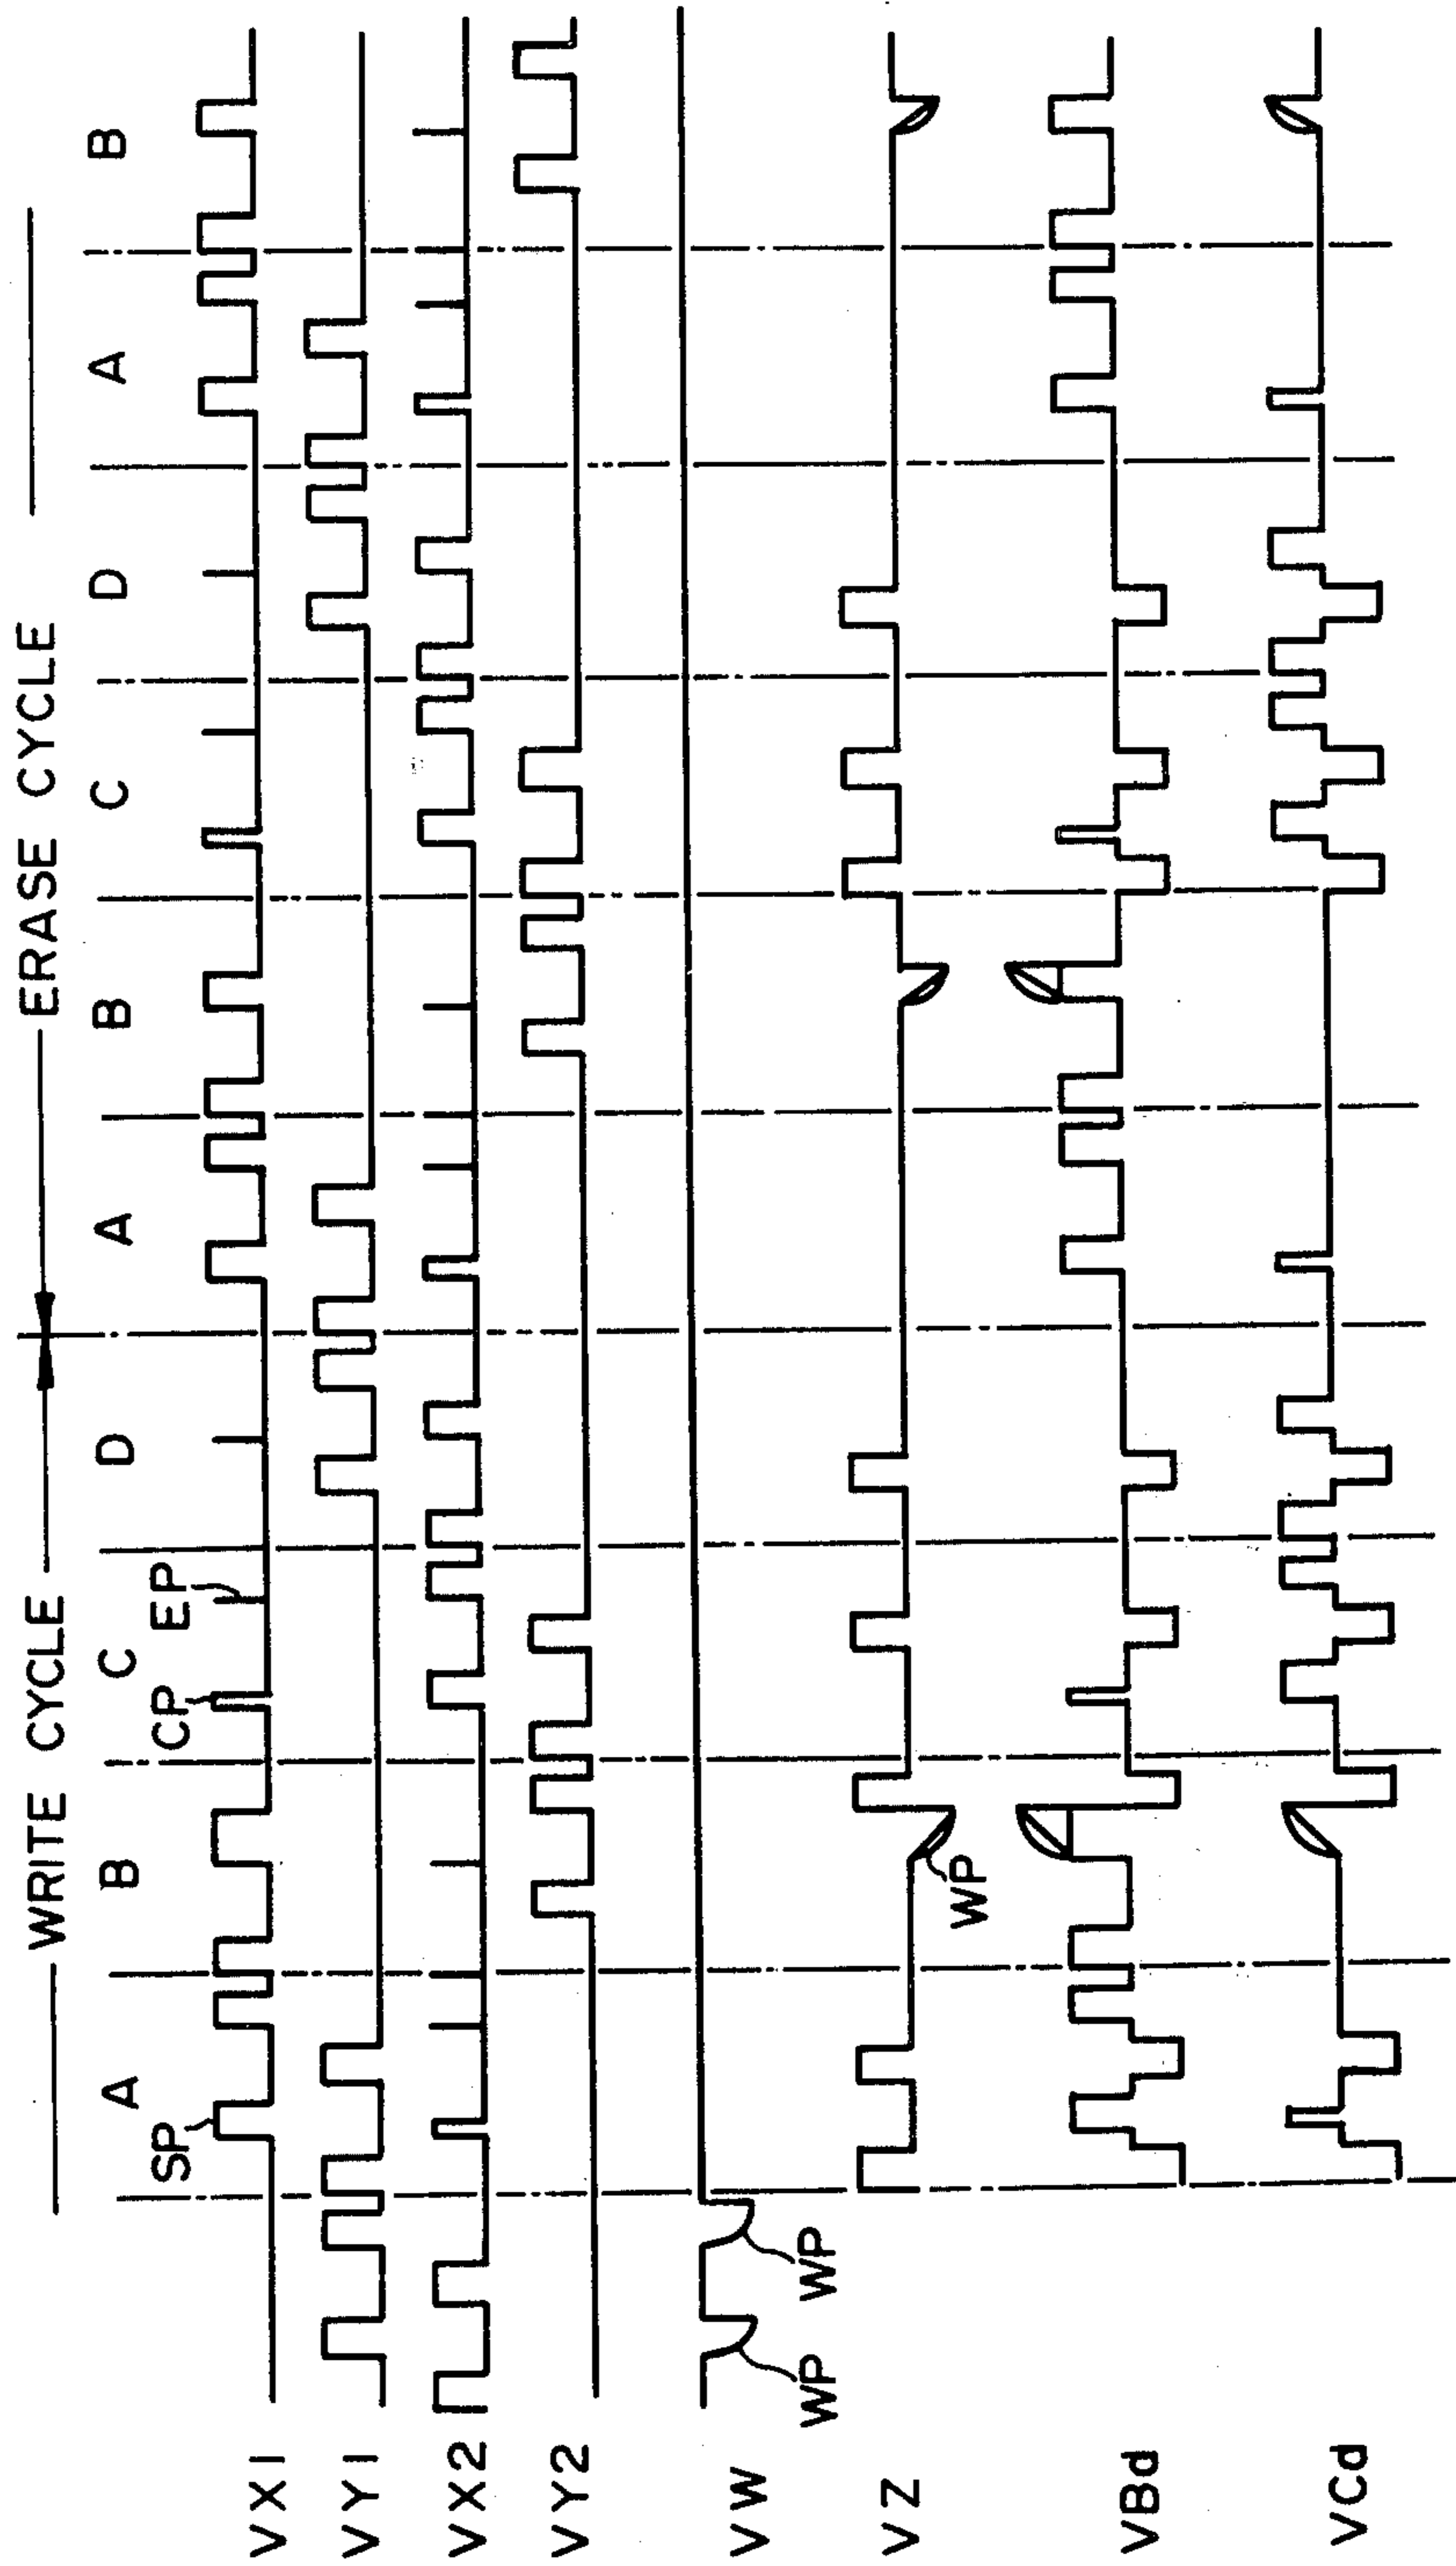 WRITE CYCLE ERASE CYCLE
A B C D A B C D A B
SP CP EP
VX1
VY1
VX2
VY2
VW
WP WP
VZ
WP
VBd
VCd